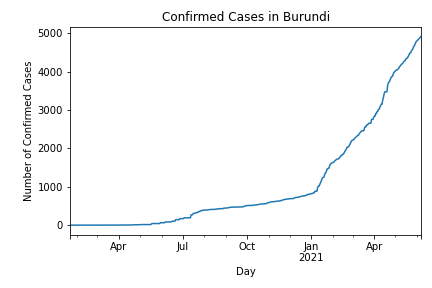 Confirmed Cases in Burundi
5000
4000
3000
2000
1000
0
Number of Confirmed Cases
Apr Jul Oct Jan Apr
2021
Day